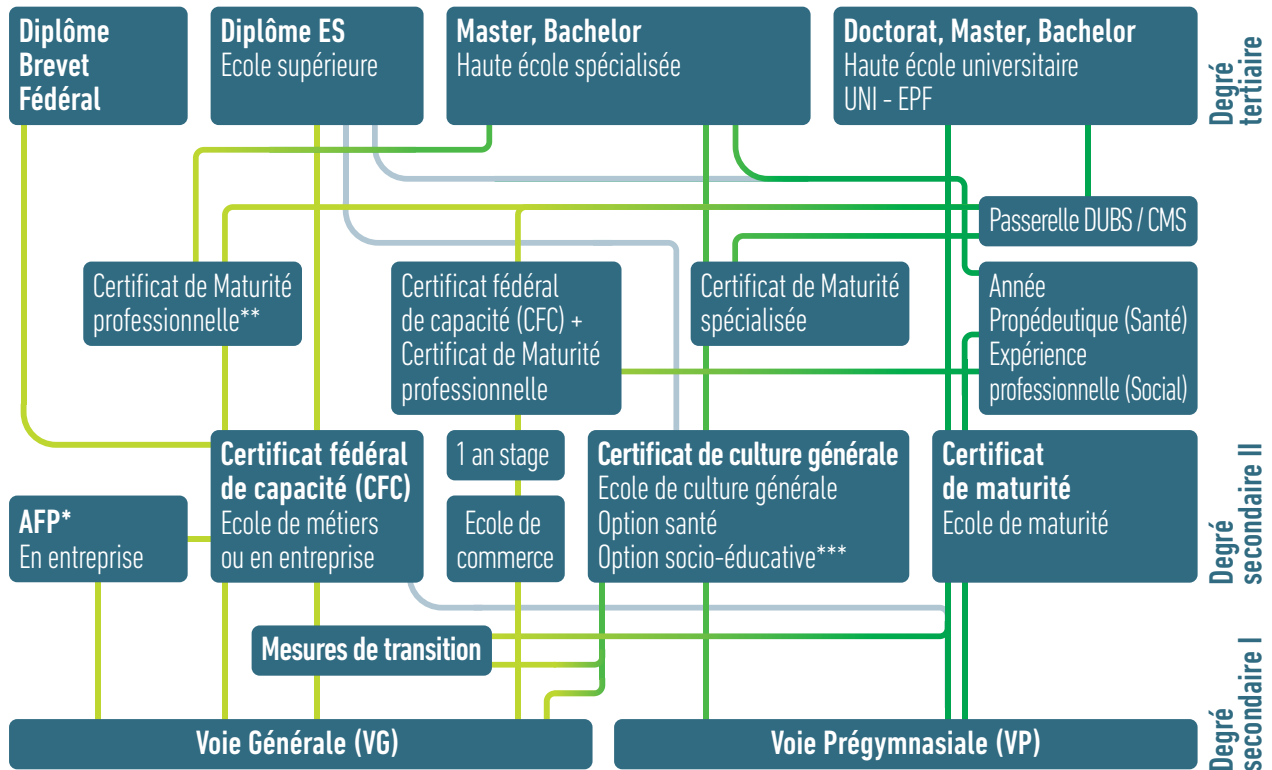 Diplôme
Brevet
Fédéral
Diplôme ES
Ecole supérieure
Master, Bachelor
Haute école spécialisée
Doctorat, Master, Bachelor
Haute école universitaire
UNI - EPF
Degré
tertiaire
Passerelle DUBS / CMS
Certificat de Maturité
professionnelle**
Certificat fédéral
de capacité (CFC) +
Certificat de Maturité
professionnelle
Certificat de Maturité
spécialisée
Année
Propédeutique (Santé)
Expérience
professionnelle (Social)
AFP*
En entreprise
Certificat fédéral
de capacité (CFC)
Ecole de métiers
ou en entreprise
1 an stage
Ecole de
commerce
Certificat de culture générale
Ecole de culture générale
Option santé
Option socio-éducative***
Certificat
de maturité
Ecole de maturité
Degré
secondaire II
Mesures de transition
Voie Générale (VG)
Voie Prégymnasiale (VP)
Degré
secondaire I